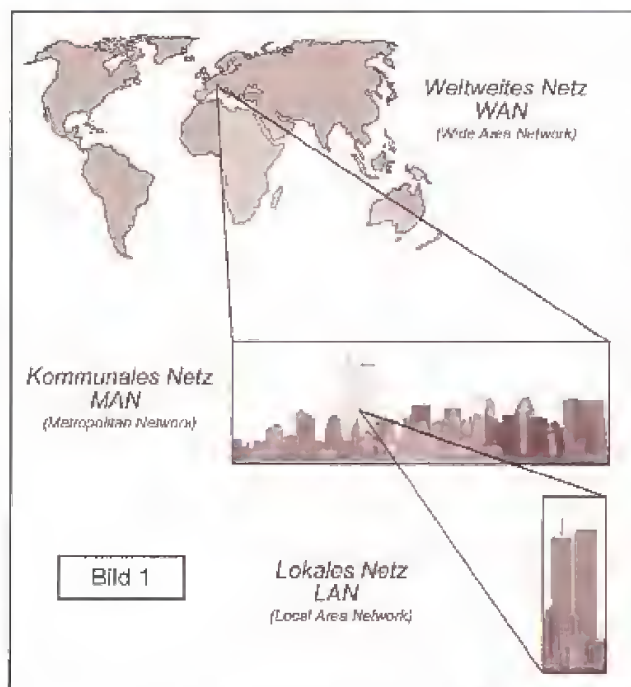 Weltweites Netz
WAN
(Wide Area Network)
Kommunales Netz
MAN
(Metropolitan Network)
Bild 1
Lokales Netz
LAN
(Local Area Network)